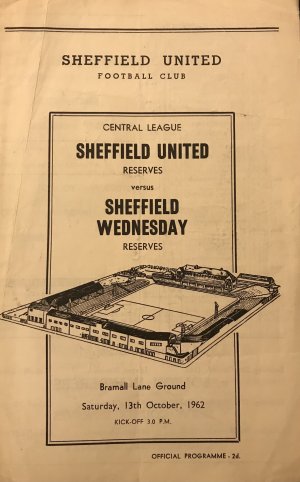 SHEFFIELD UNITED
FOOTBALL CLUB
CENTRAL LEAGUE
SHEFFIELD UNITED
RESERVES
versus
SHEFFIELD
WEDNESDAY
RESERVES
Bramall Lane Ground
Saturday, 13th October, 1962
KICK-OFF 3.0 P.M.
OFFICIAL PROGRAMME - 2d.